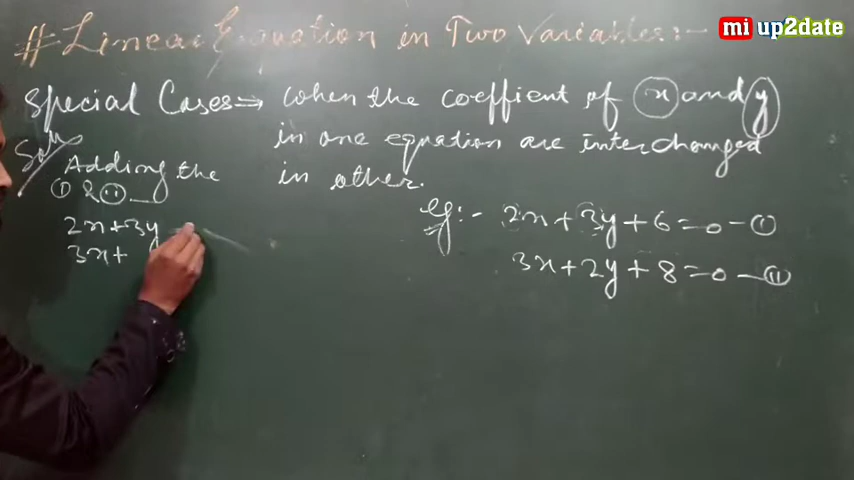 mi up2date
# Linear Equation in Two Variables:-
Special Cases⇒ when the coeffient of x and y
in one equation are interchanged
in other.
Soln
Adding the
① & ⑪
2x+3y
3x+
eg:- 2x+3y+6=0-①
3x+2y+8=0-⑪